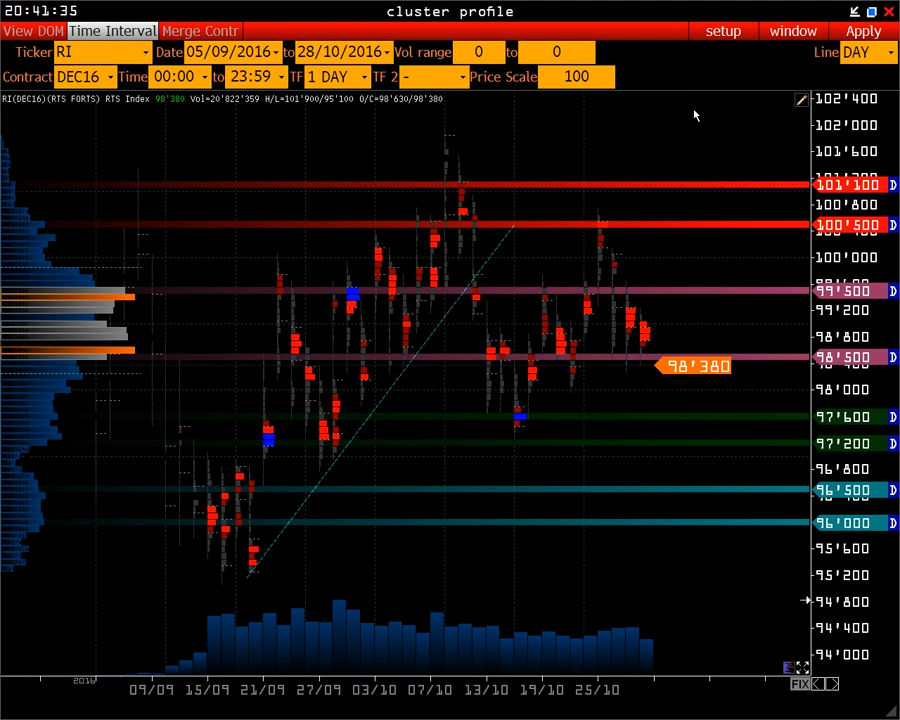 20:41:35 cluster profile
View DOM Time Interval Merge Contr setup window Apply
Ticker RI Date 05/09/2016 to 28/10/2016 Vol range 0 to 0 Line DAY
Contract DEC16 Time 00:00 to 23:59 TF 1 DAY TF 2 - Price Scale 100
RI(DEC16)(RTS FORTS) RTS Index 98'380 Vol=20'822'359 H/L=101'900/95'100 O/C=98'630/98'380
102'400
102'000
101'600
101'100 D
100'800
100'500 D
100'000
99'500 D
99'200
98'800
98'500 D
98'380
98'000
97'600 D
97'200 D
96'800
96'500 D
96'000 D
95'600
95'200
94'800
94'400
94'000
2016
09/09 15/09 21/09 27/09 03/10 07/10 13/10 19/10 25/10
FIX